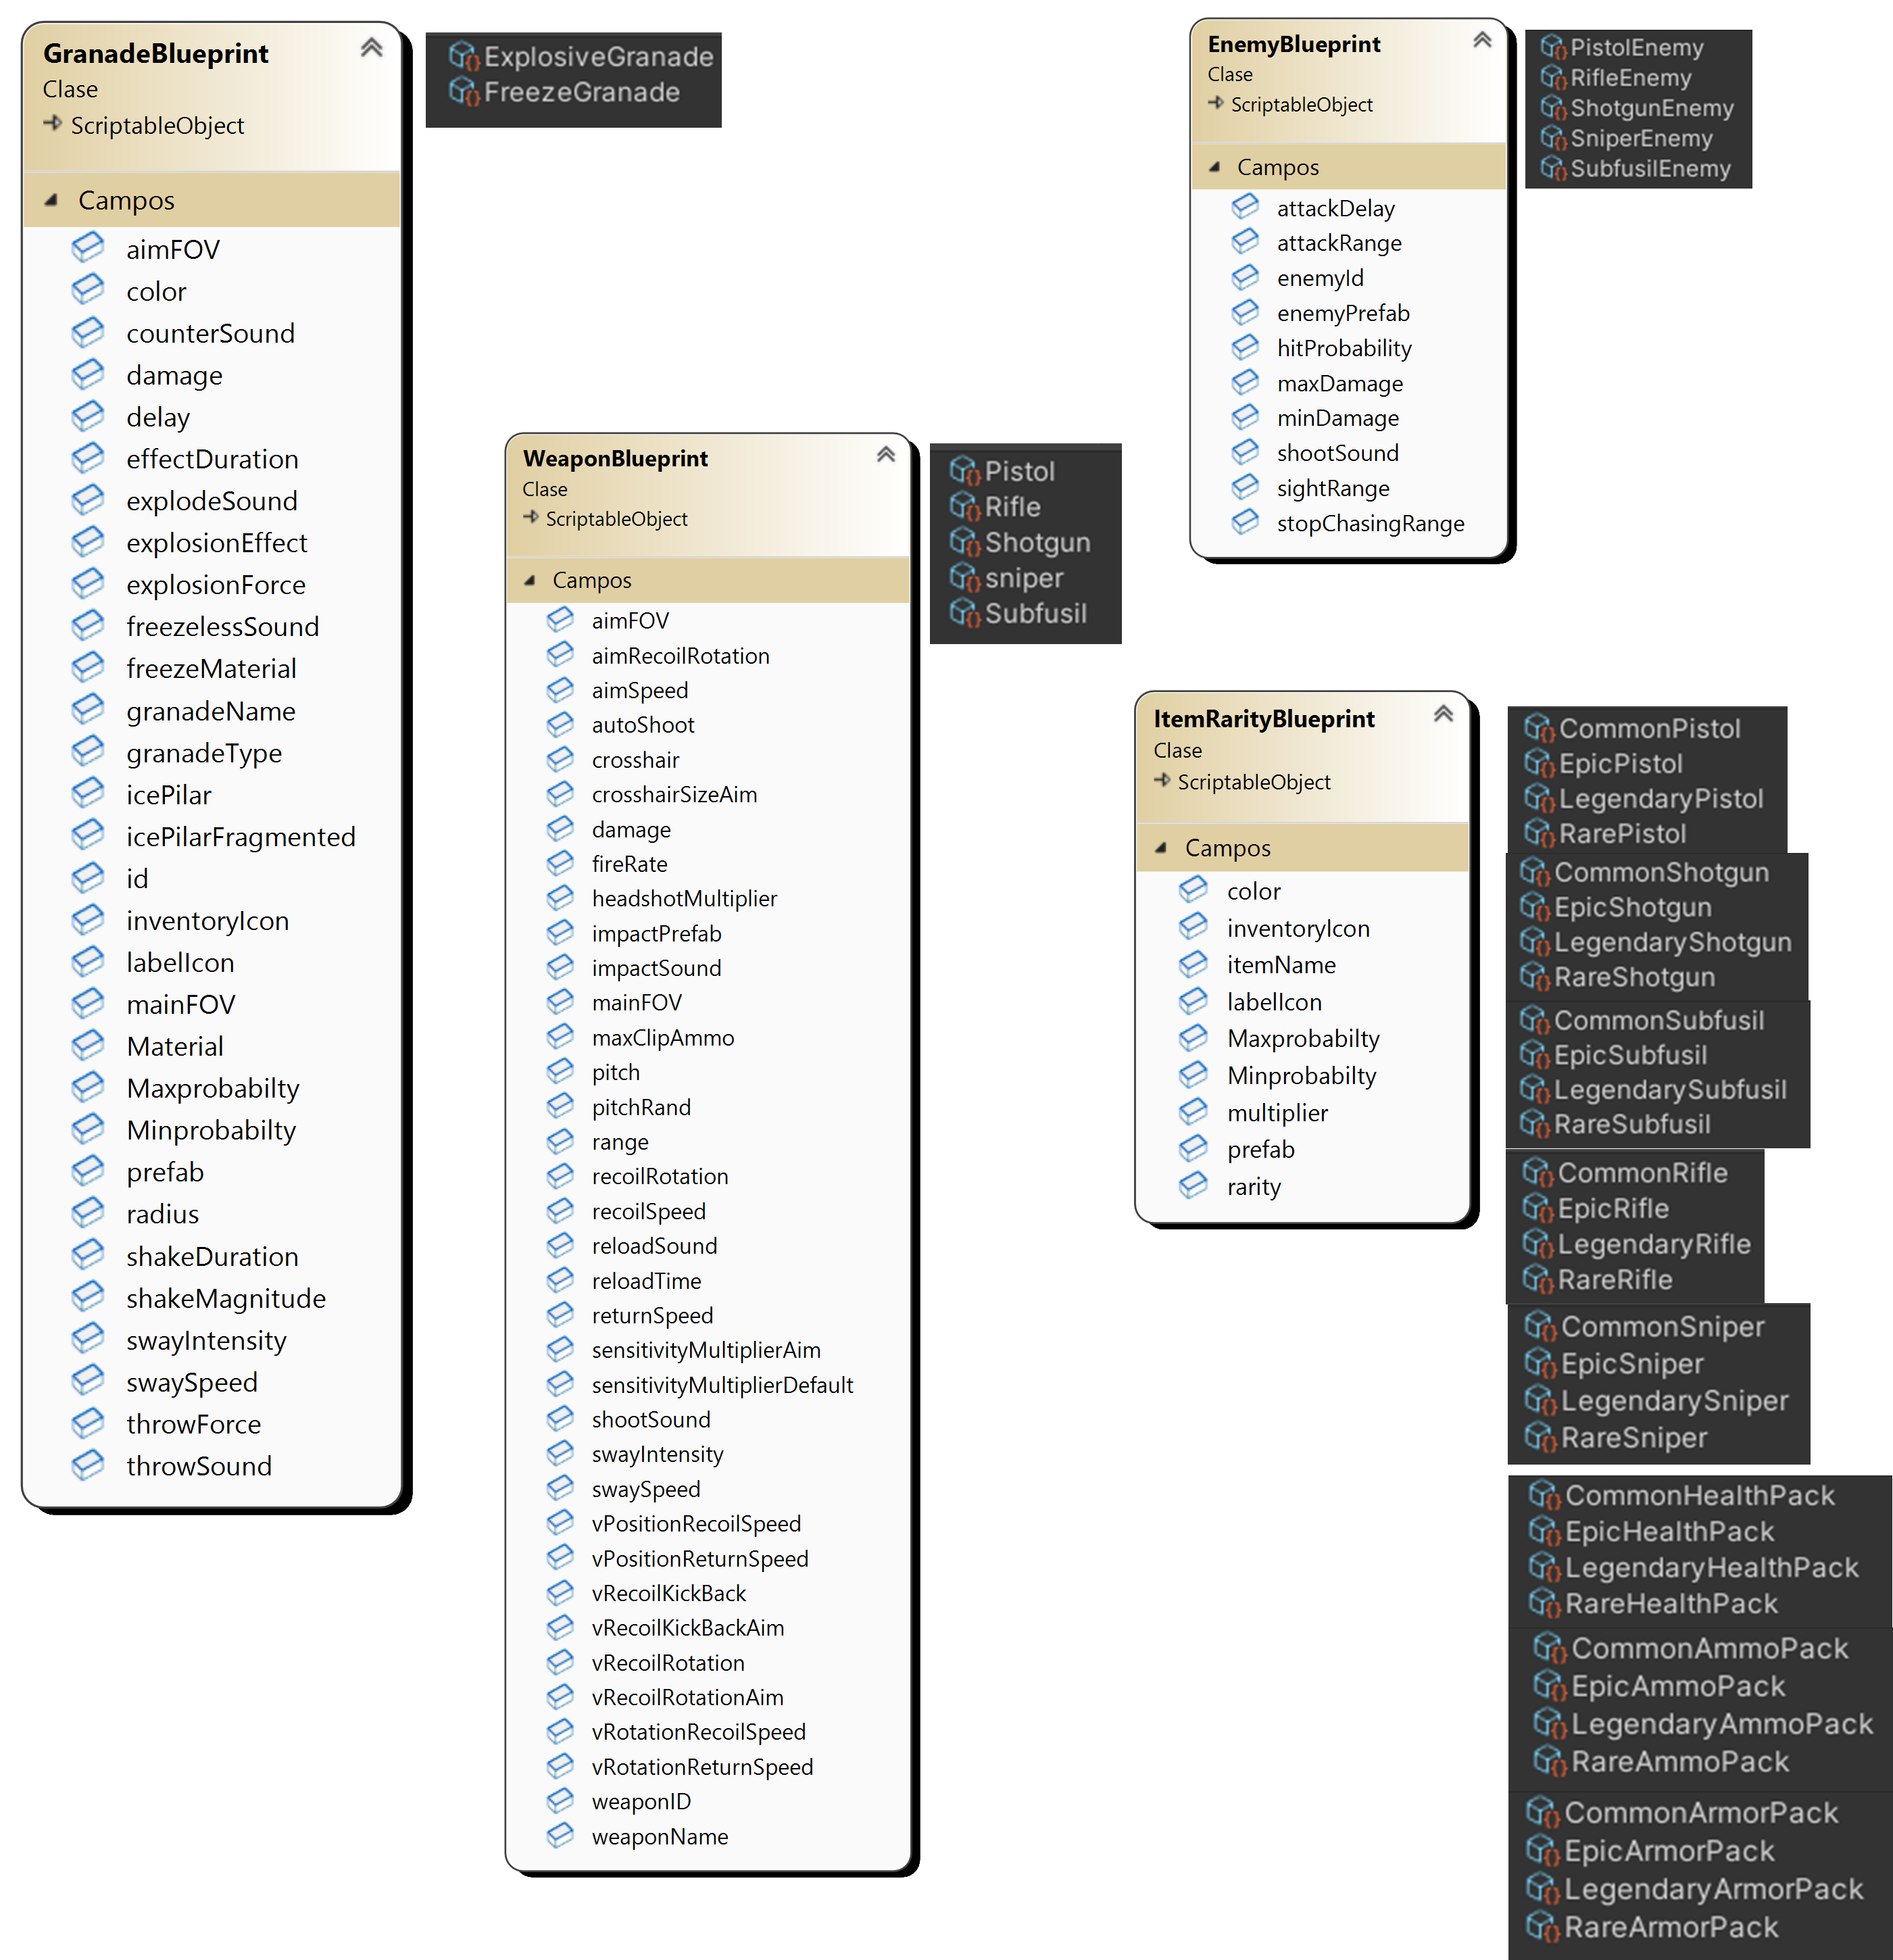 GranadeBlueprint
Clase
ScriptableObject
Campos
aimFOV
color
counterSound
damage
delay
effectDuration
explodeSound
explosionEffect
explosionForce
freezelessSound
freezeMaterial
granadeName
granadeType
icePilar
icePilarFragmented
id
inventoryIcon
labelIcon
mainFOV
Material
Maxprobabilty
Minprobabilty
prefab
radius
shakeDuration
shakeMagnitude
swayIntensity
swaySpeed
throwForce
throwSound
ExplosiveGranade
FreezeGranade
WeaponBlueprint
Clase
ScriptableObject
Campos
aimFOV
aimRecoilRotation
aimSpeed
autoShoot
crosshair
crosshairSizeAim
damage
fireRate
headshotMultiplier
impactPrefab
impactSound
mainFOV
maxClipAmmo
pitch
pitchRand
range
recoilRotation
recoilSpeed
reloadSound
reloadTime
returnSpeed
sensitivityMultiplierAim
sensitivityMultiplierDefault
shootSound
swayIntensity
swaySpeed
vPositionRecoilSpeed
vPositionReturnSpeed
vRecoilKickBack
vRecoilKickBackAim
vRecoilRotation
vRecoilRotationAim
vRotationRecoilSpeed
vRotationReturnSpeed
weaponID
weaponName
Pistol
Rifle
Shotgun
sniper
Subfusil
EnemyBlueprint
Clase
ScriptableObject
Campos
attackDelay
attackRange
enemyId
enemyPrefab
hitProbability
maxDamage
minDamage
shootSound
sightRange
stopChasingRange
PistolEnemy
RifleEnemy
ShotgunEnemy
SniperEnemy
SubfusilEnemy
ItemRarityBlueprint
Clase
ScriptableObject
Campos
color
inventoryIcon
itemName
labelIcon
Maxprobabilty
Minprobabilty
multiplier
prefab
rarity
CommonPistol
EpicPistol
LegendaryPistol
RarePistol
CommonShotgun
EpicShotgun
LegendaryShotgun
RareShotgun
CommonSubfusil
EpicSubfusil
LegendarySubfusil
RareSubfusil
CommonRifle
EpicRifle
LegendaryRifle
RareRifle
CommonSniper
EpicSniper
LegendarySniper
RareSniper
CommonHealthPack
EpicHealthPack
LegendaryHealthPack
RareHealthPack
CommonAmmoPack
EpicAmmoPack
LegendaryAmmoPack
RareAmmoPack
CommonArmorPack
EpicArmorPack
LegendaryArmorPack
RareArmorPack